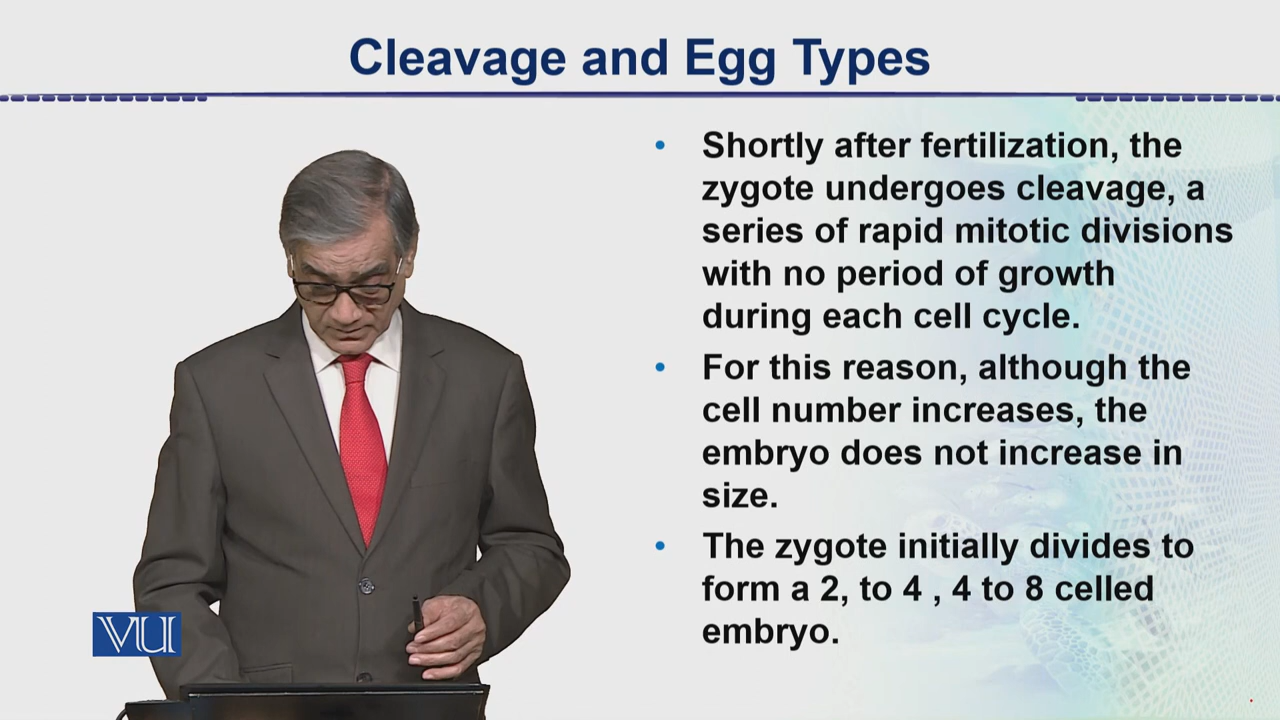 Cleavage and Egg Types
• Shortly after fertilization, the
zygote undergoes cleavage, a
series of rapid mitotic divisions
with no period of growth
during each cell cycle.
• For this reason, although the
cell number increases, the
embryo does not increase in
size.
• The zygote initially divides to
form a 2, to 4 , 4 to 8 celled
embryo.
VU